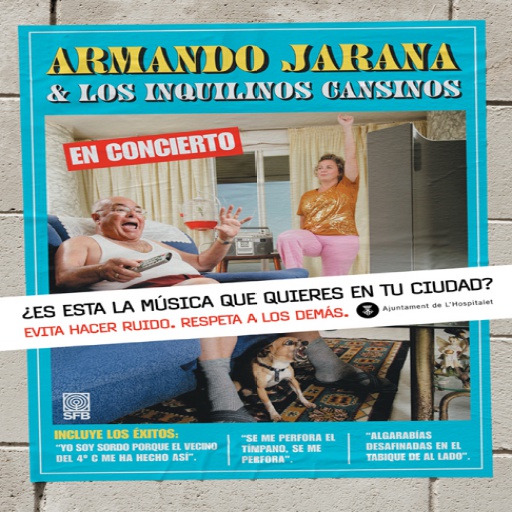 ARMANDO JARANA
& LOS INQUILINOS CANSINOS
EN CONCIERTO
¿ES ESTA LA MÚSICA QUE QUIERES EN TU CIUDAD?
EVITA HACER RUIDO. RESPETA A LOS DEMÁS.
Ajuntament de L'Hospitalet
SFB
INCLUYE LOS ÉXITOS:
"YO SOY SORDO PORQUE EL VECINO
DEL 4º C ME HA HECHO ASÍ".
"SE ME PERFORA EL
TÍMPANO, SE ME
PERFORA".
"ALGARABÍAS
DESAFINADAS EN EL
TABIQUE DE AL LADO".